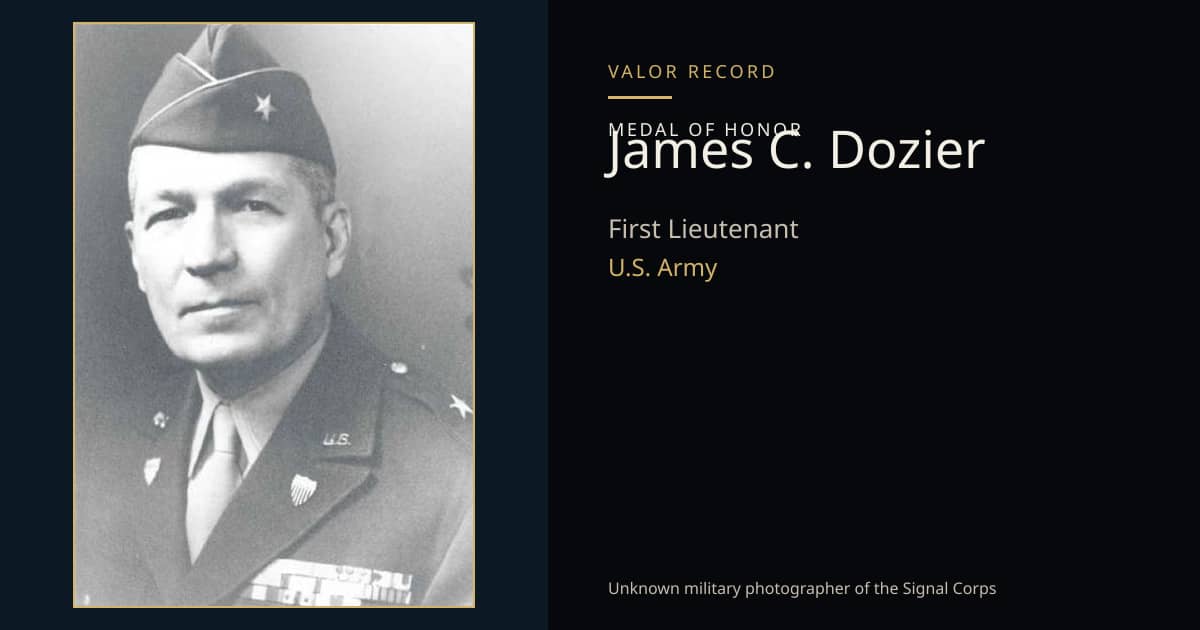 VALOR RECORD
MEDAL OF HONOR
James C. Dozier
First Lieutenant
U.S. Army
U.S.
Unknown military photographer of the Signal Corps